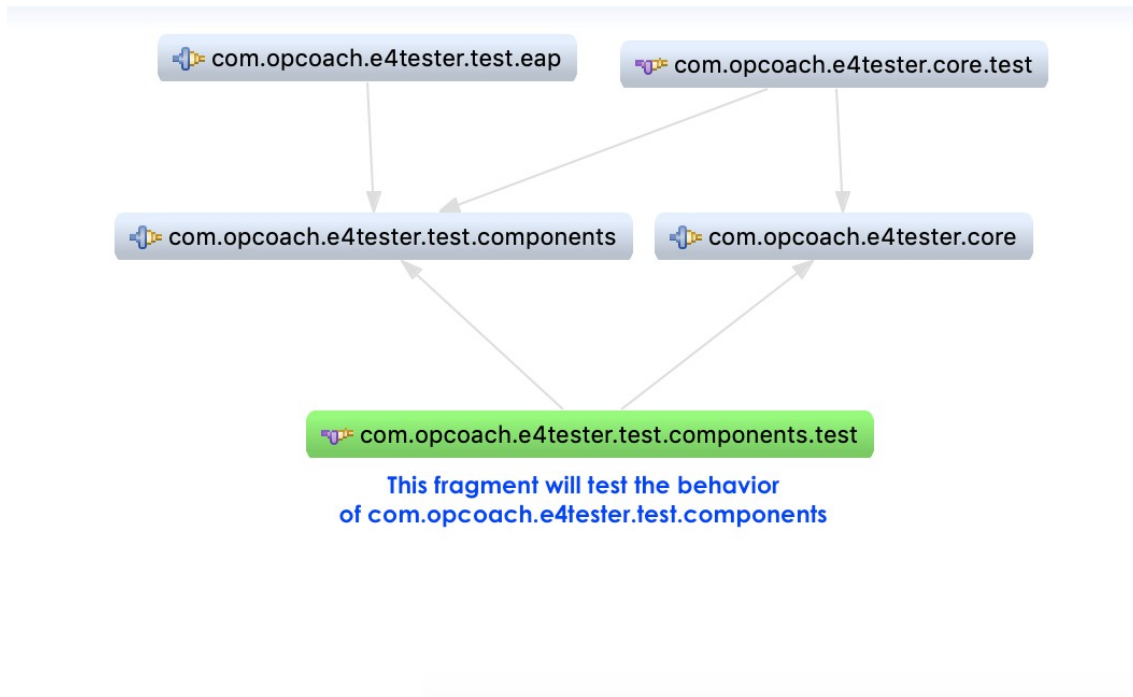 com.opcoach.e4tester.test.eap
com.opcoach.e4tester.core.test
com.opcoach.e4tester.test.components
com.opcoach.e4tester.core
com.opcoach.e4tester.test.components.test
This fragment will test the behavior
of com.opcoach.e4tester.test.components